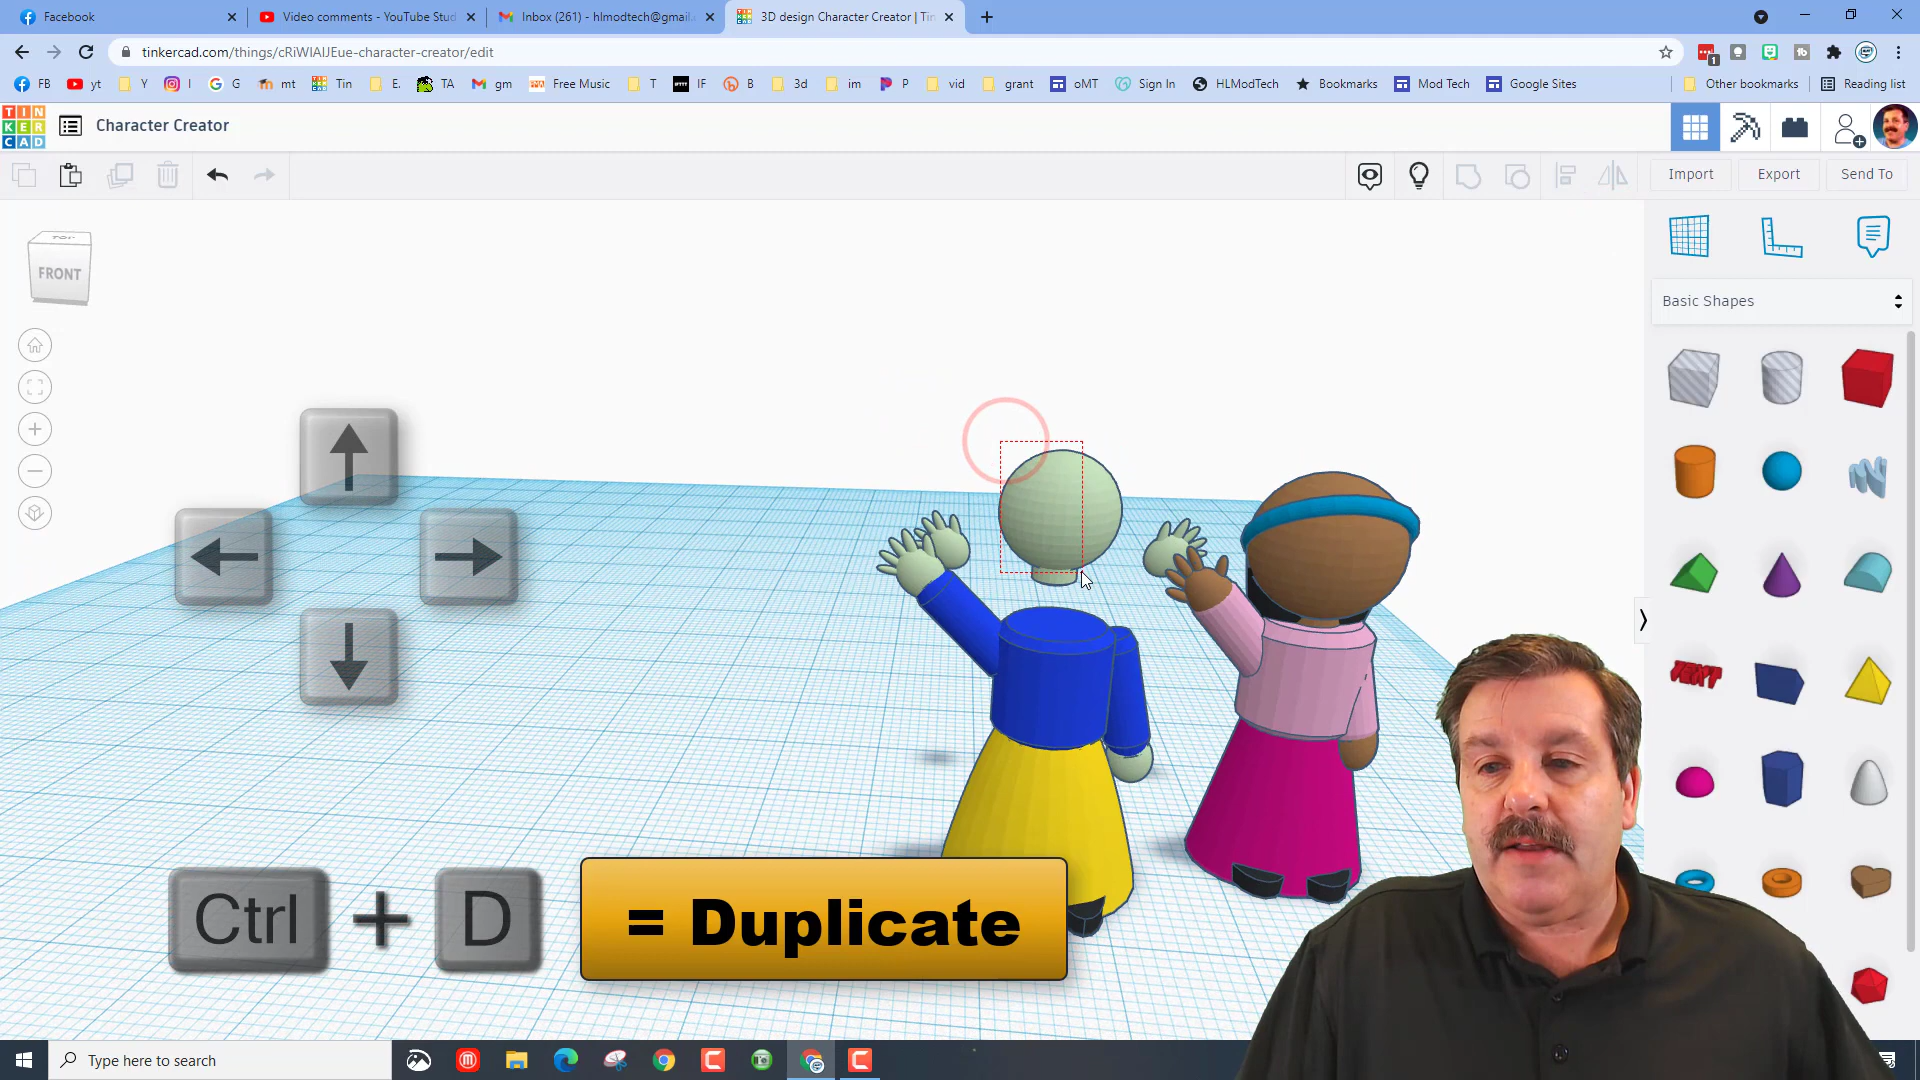 Facebook
Video comments - YouTube Stud
Inbox (261) - hlmodtech@gmail.
3D design Character Creator | Tin
tinkercad.com/things/cRiWIAIJEue-character-creator/edit
FB
yt
Y
I
G
mt
Tin
E.
TA
gm
Free Music
T
IF
B
3d
im
P
vid
grant
oMT
Sign In
HLModTech
Bookmarks
Mod Tech
Google Sites
Other bookmarks
Reading list
TIN
KER
CAD
Character Creator
Import
Export
Send To
TOP
FRONT
Basic Shapes
TEXT
Ctrl + D
= Duplicate
Type here to search